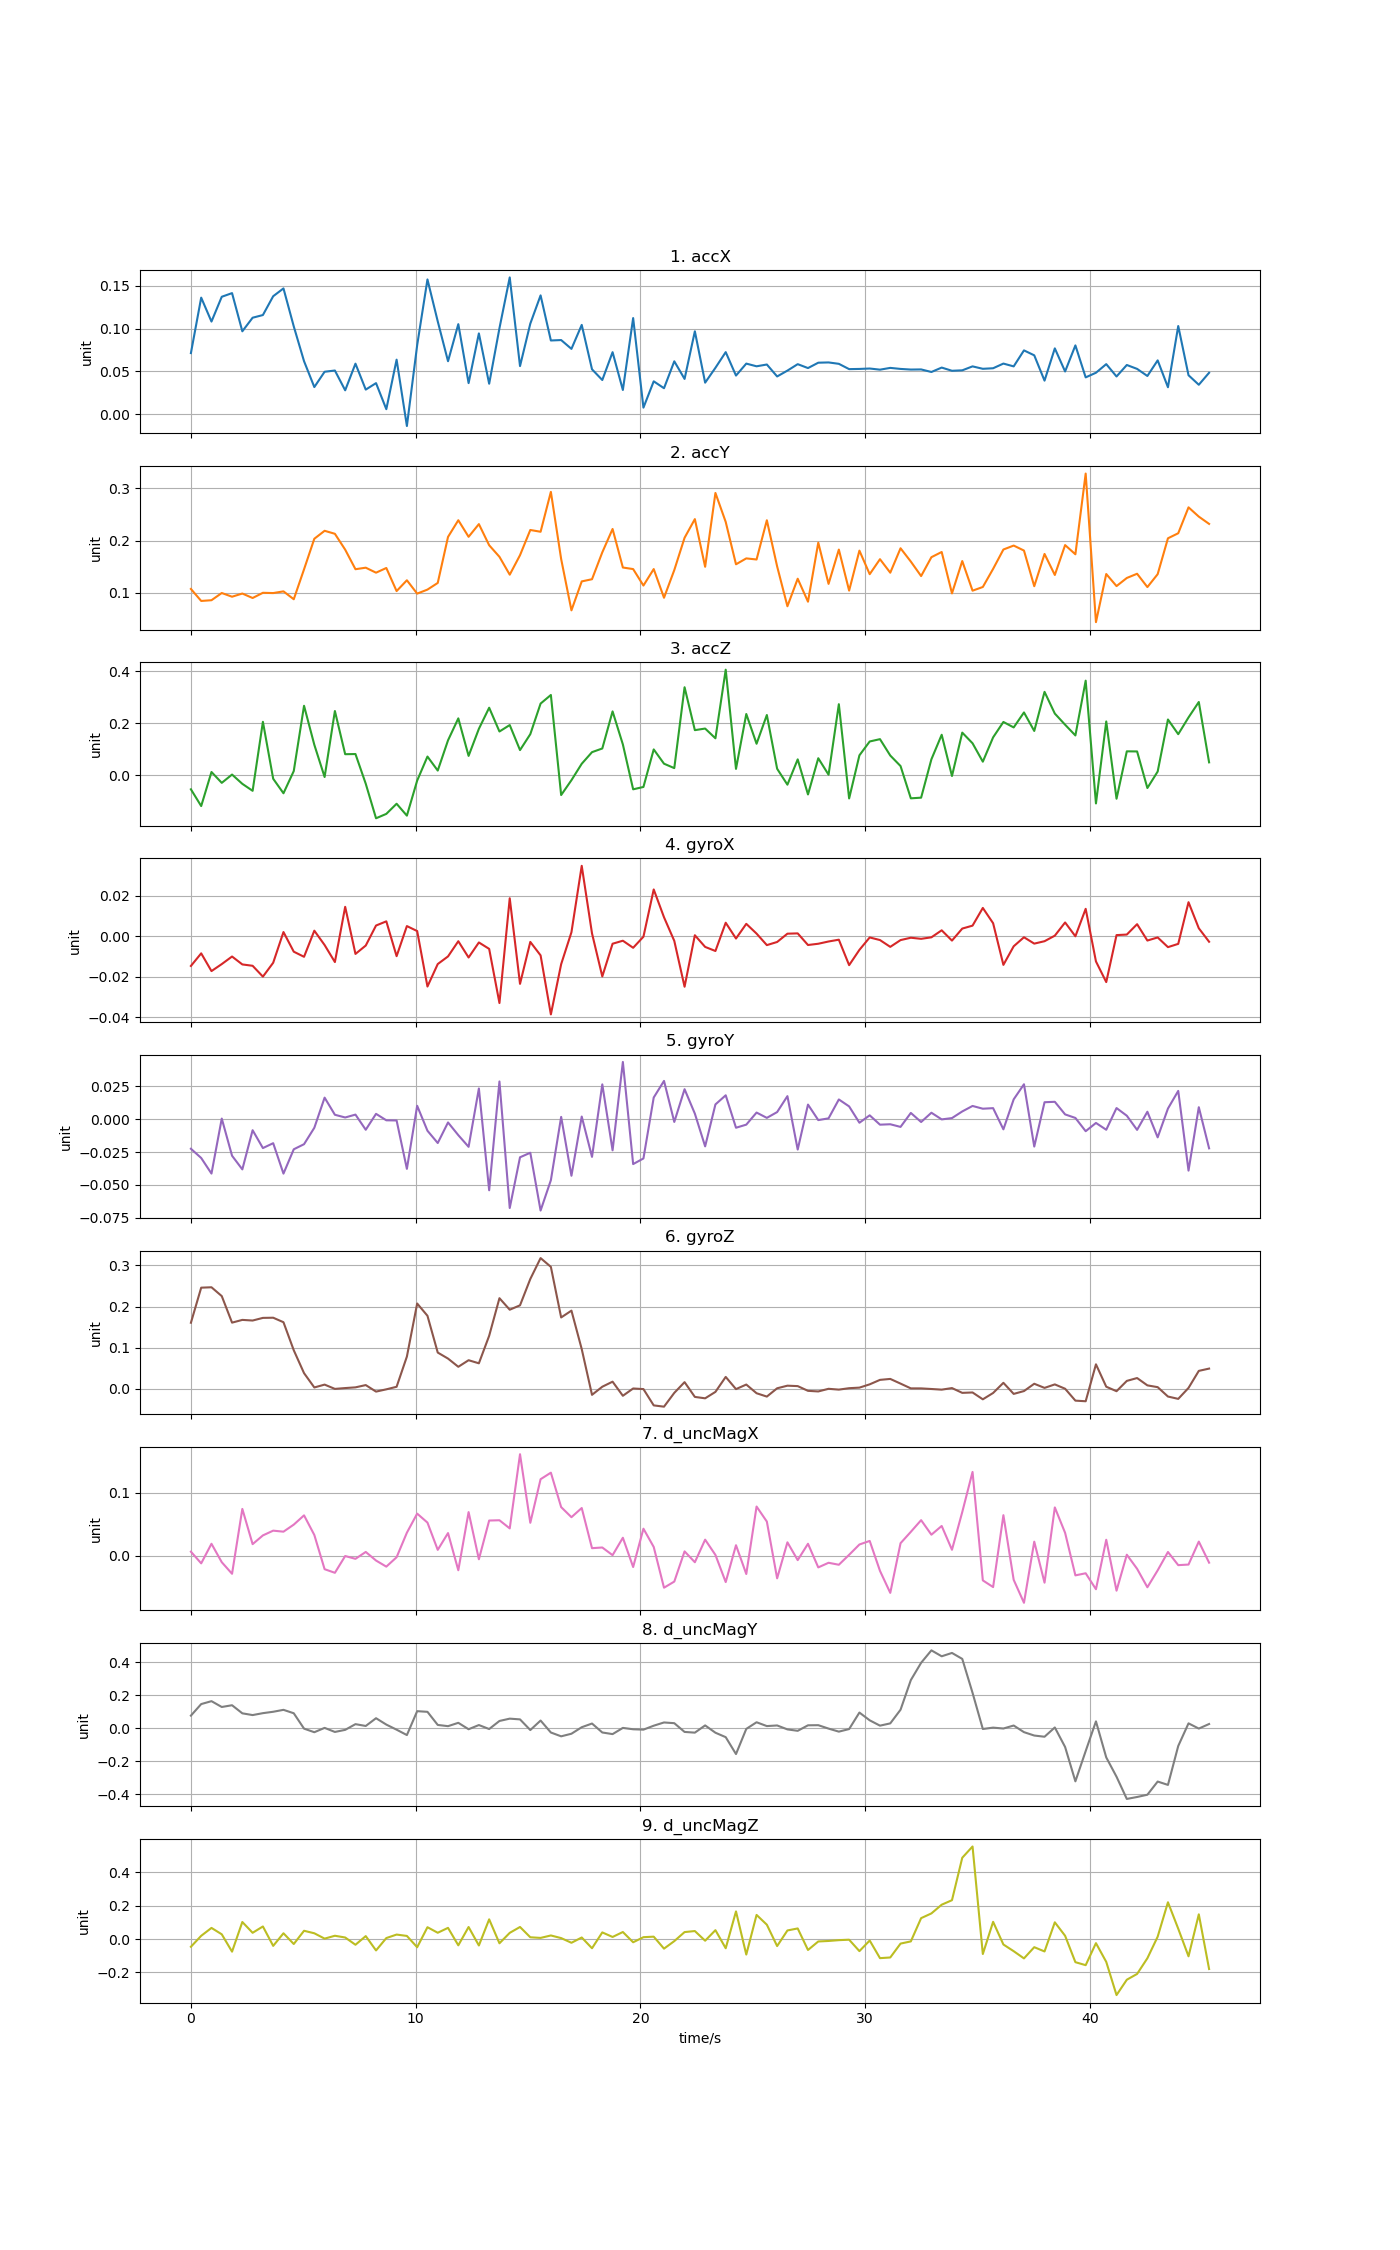 1. accX
0.15
0.10
0.05
0.00
unit
2. accY
0.3
0.2
0.1
unit
3. accZ
0.4
0.2
0.0
unit
4. gyroX
0.02
0.00
−0.02
−0.04
unit
5. gyroY
0.025
0.000
−0.025
−0.050
−0.075
unit
6. gyroZ
0.3
0.2
0.1
0.0
unit
7. d_uncMagX
0.1
0.0
unit
8. d_uncMagY
0.4
0.2
0.0
−0.2
−0.4
unit
9. d_uncMagZ
0.4
0.2
0.0
−0.2
unit
0 10 20 30 40
time/s